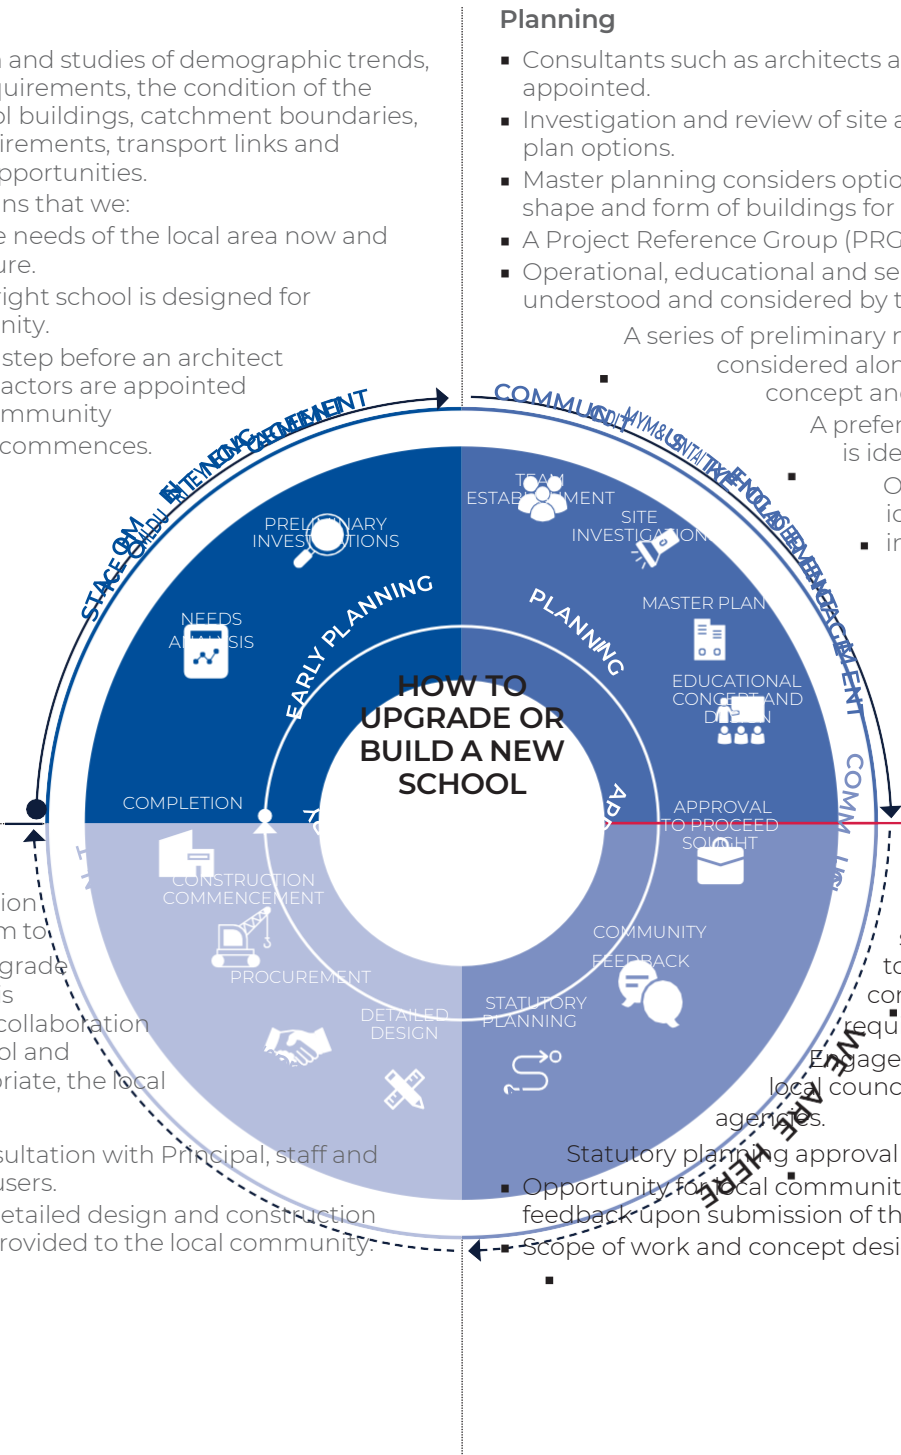 and studies of demographic trends,
quirements, the condition of the
ol buildings, catchment boundaries,
irements, transport links and
pportunities.
ns that we:
e needs of the local area now and
ure.
right school is designed for
nity.
step before an architect
actors are appointed
mmunity
commences.
Planning
▪ Consultants such as architects a
appointed.
▪ Investigation and review of site a
plan options.
▪ Master planning considers optio
shape and form of buildings for
▪ A Project Reference Group (PRG
▪ Operational, educational and se
understood and considered by t
A series of preliminary
considered alon
concept an
A prefer
is ide
O
ic
▪ in
TEAM
ESTABLISHMENT
SITE
INVESTIGATION
PRELIMINARY
INVESTIGATIONS
MASTER PLAN
NEEDS
ANALYSIS
EARLY PLANNING
PLANNING
EDUCATIONAL
CONCEPT AND
DESIGN
HOW TO
UPGRADE OR
BUILD A NEW
SCHOOL
COMPLETION
APPROVAL
TO PROCEED
SOUGHT
CONSTRUCTION
COMMENCEMENT
COMMUNITY
FEEDBACK
PROCUREMENT
STATUTORY
PLANNING
DETAILED
DESIGN
WE ARE HERE
ion
m to
grade
is
collaboration
ol and
priate, the local
sultation with Principal, staff and
users.
etailed design and construction
rovided to the local community.
to
con
requ
Engage
local counc
agencies.
Statutory planning approval
▪ Opportunity for local communit
feedback upon submission of th
▪ Scope of work and concept desi